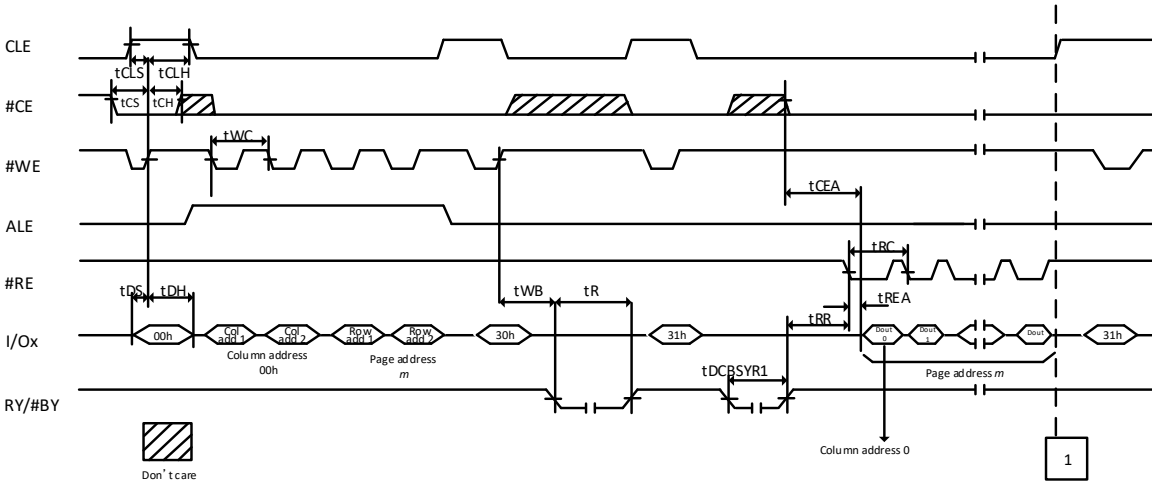 CLE
tCLS tCLH
#CE
tCS tCH
#WE
tWC
ALE
tCEA
#RE
tRC
tDS tDH
tREA
tWB tR
tRR
I/Ox
00h
Col add 1
Col add 2
Row add 1
Row add 2
30h
31h
Dout 0
Dout 1
Dout
31h
Column address
00h
Page address
m
Page address m
tDCBSYR1
RY/#BY
Column address 0
Don't care
1